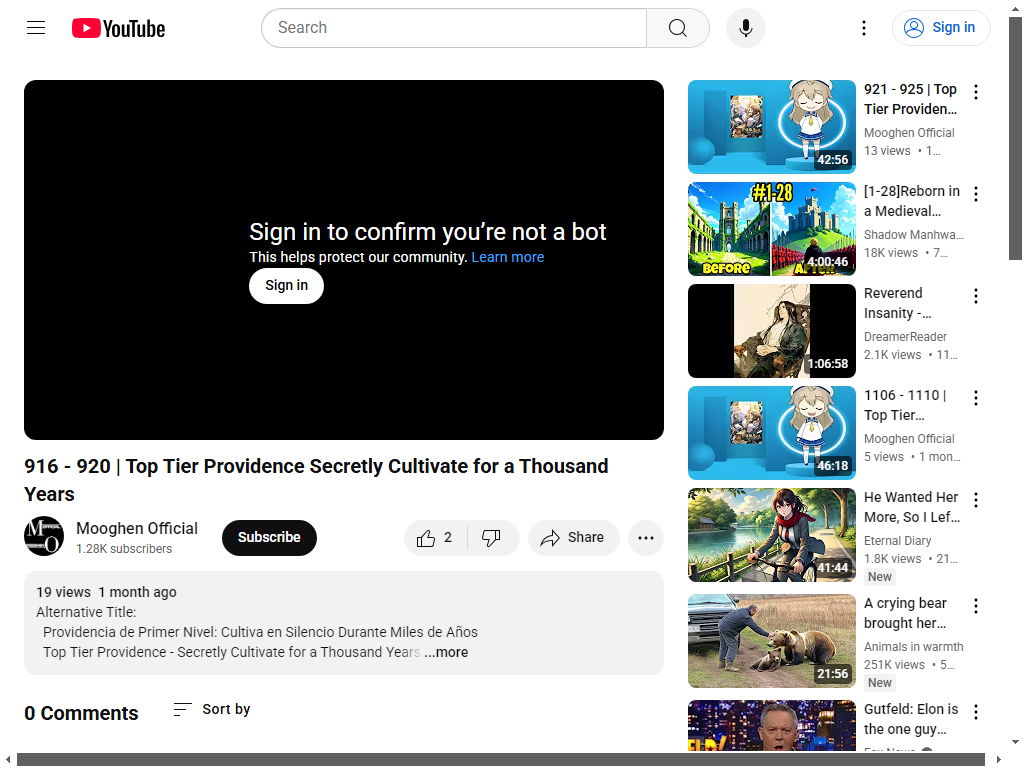 YouTube
Search
Sign in
Sign in to confirm you're not a bot
This helps protect our community. Learn more
Sign in
916 - 920 | Top Tier Providence Secretly Cultivate for a Thousand
Years
Mooghen Official
1.28K subscribers
Subscribe
2
Share
19 views 1 month ago
Alternative Title:
Providencia de Primer Nivel: Cultiva en Silencio Durante Miles de Años
Top Tier Providence - Secretly Cultivate for a Thousand Years ...more
0 Comments
Sort by
42:56
921 - 925 | Top
Tier Providen...
Mooghen Official
13 views • 1...
#1-28
BEFORE
AFTER
4:00:46
[1-28]Reborn in
a Medieval...
Shadow Manhwa...
18K views • 7...
1:06:58
Reverend
Insanity -...
DreamerReader
2.1K views • 11...
46:18
1106 - 1110 |
Top Tier...
Mooghen Official
5 views • 1 mon...
41:44
He Wanted Her
More, So I Lef...
Eternal Diary
1.8K views • 21...
New
21:56
A crying bear
brought her...
Animals in warmth
251K views • 5...
New
Gutfeld: Elon is
the one guy...
Fox News